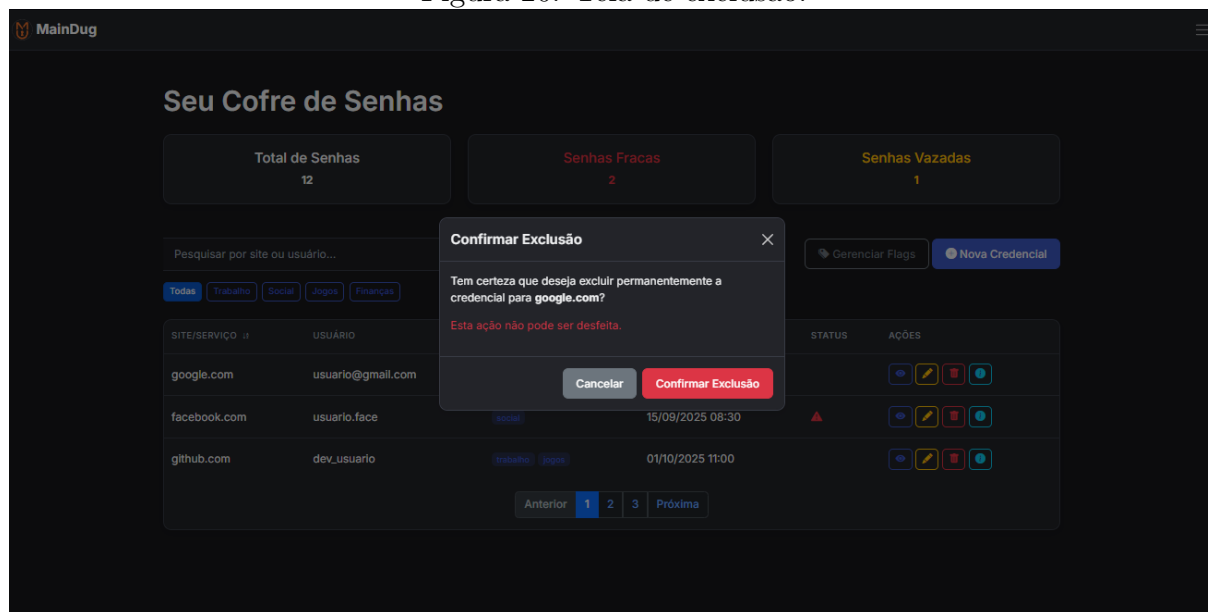 MainDug
Seu Cofre de Senhas
Total de Senhas
12
Senhas Fracas
2
Senhas Vazadas
1
Pesquisar por site ou usuário...
Gerenciar Flags
Nova Credencial
Todas Trabalho Social Jogos Finanças
Confirmar Exclusão
Tem certeza que deseja excluir permanentemente a
credencial para google.com?
Esta ação não pode ser desfeita.
Cancelar Confirmar Exclusão
SITE/SERVIÇO USUÁRIO STATUS AÇÕES
google.com usuario@gmail.com
facebook.com usuario.face social 15/09/2025 08:30
github.com dev_usuario trabalho jogos 01/10/2025 11:00
Anterior 1 2 3 Próxima